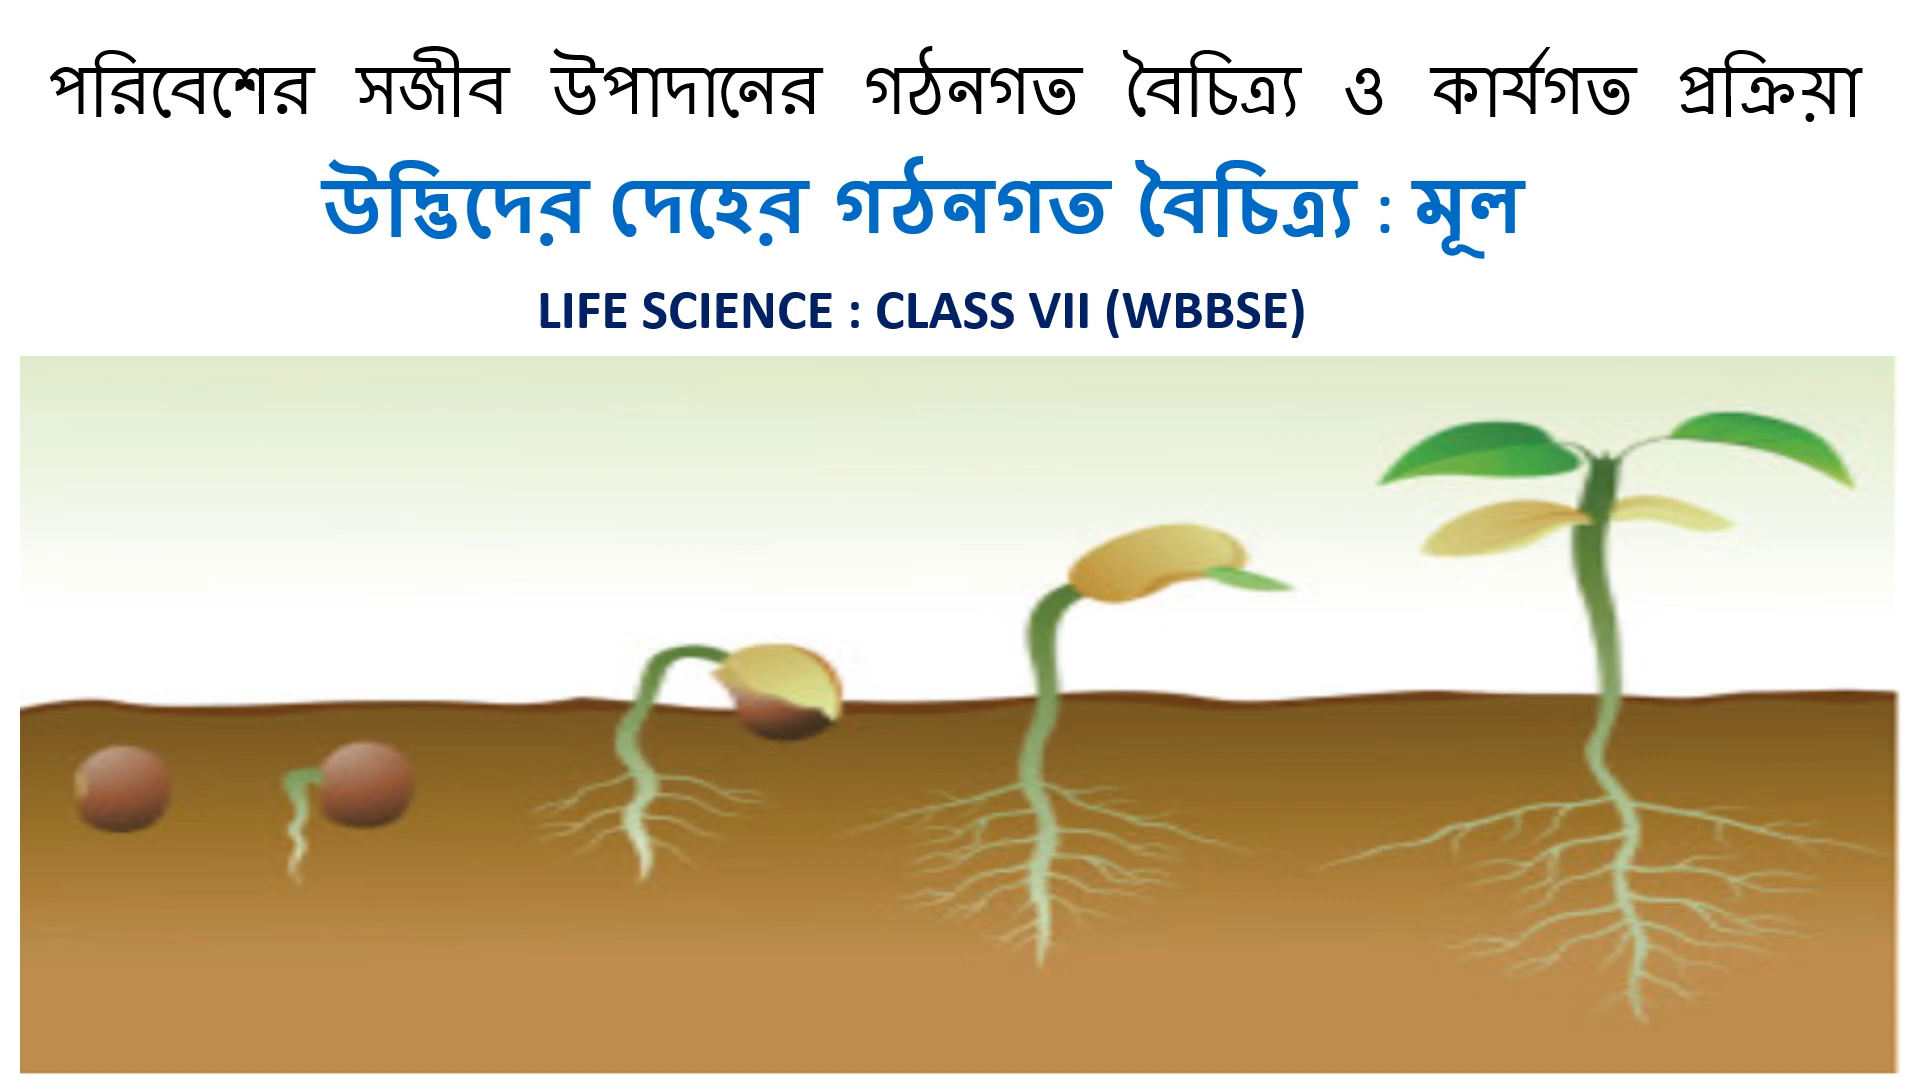 পরিবেশের সজীব উপাদানের গঠনগত বৈচিত্র্য ও কার্যগত প্রক্রিয়া
উদ্ভিদের দেহের গঠনগত বৈচিত্র্য : মূল
LIFE SCIENCE : CLASS VII (WBBSE)